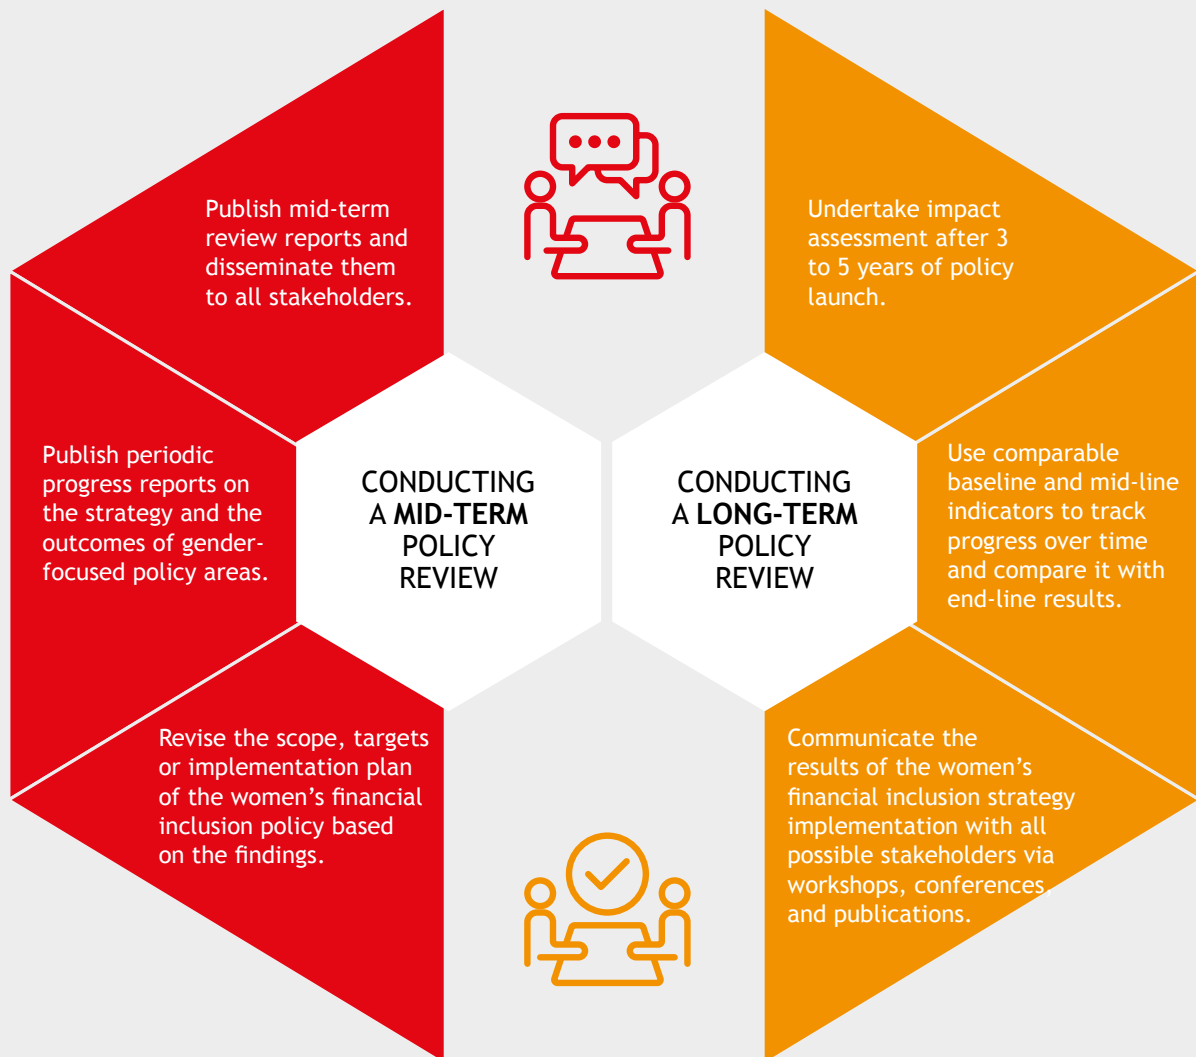 Publish mid-term
review reports and
disseminate them
to all stakeholders.
Publish periodic
progress reports on
the strategy and the
outcomes of gender-
focused policy areas.
Revise the scope, targets
or implementation plan
of the women’s financial
inclusion policy based
on the findings.
CONDUCTING
A MID-TERM
POLICY
REVIEW
CONDUCTING
A LONG-TERM
POLICY
REVIEW
Undertake impact
assessment after 3
to 5 years of policy
launch.
Use comparable
baseline and mid-line
indicators to track
progress over time
and compare it with
end-line results.
Communicate the
results of the women’s
financial inclusion strategy
implementation with all
possible stakeholders via
workshops, conferences,
and publications.